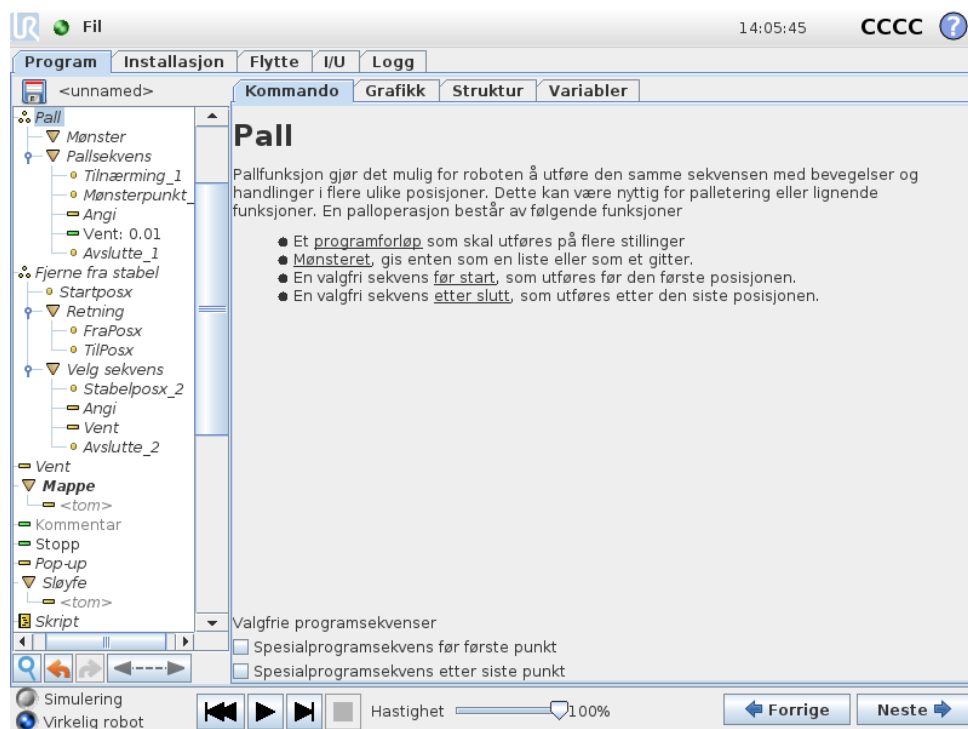 UR Fil 14:05:45 CCCC ?
Program Installasjon Flytte I/U Logg
<unnamed>
Kommando Grafikk Struktur Variabler
Pall
Mønster
Pallsekvens
Tilnærming_1
Mønsterpunkt_
Angi
Vent: 0.01
Avslutte_1
Fjerne fra stabel
Startposx
Retning
FraPosx
TilPosx
Velg sekvens
Stabelposx_2
Angi
Vent
Avslutte_2
Vent
Mappe
<tom>
Kommentar
Stopp
Pop-up
Sløyfe
<tom>
Skript
Pall
Pallfunksjon gjør det mulig for roboten å utføre den samme sekvensen med bevegelser og
handlinger i flere ulike posisjoner. Dette kan være nyttig for palletering eller lignende
funksjoner. En palloperasjon består av følgende funksjoner
● Et programforløp som skal utføres på flere stillinger
● Mønsteret, gis enten som en liste eller som et gitter.
● En valgfri sekvens før start, som utføres før den første posisjonen.
● En valgfri sekvens etter slutt, som utføres etter den siste posisjonen.
Valgfrie programsekvenser
Spesialprogramsekvens før første punkt
Spesialprogramsekvens etter siste punkt
Simulering
Virkelig robot
Hastighet 100%
Forrige Neste